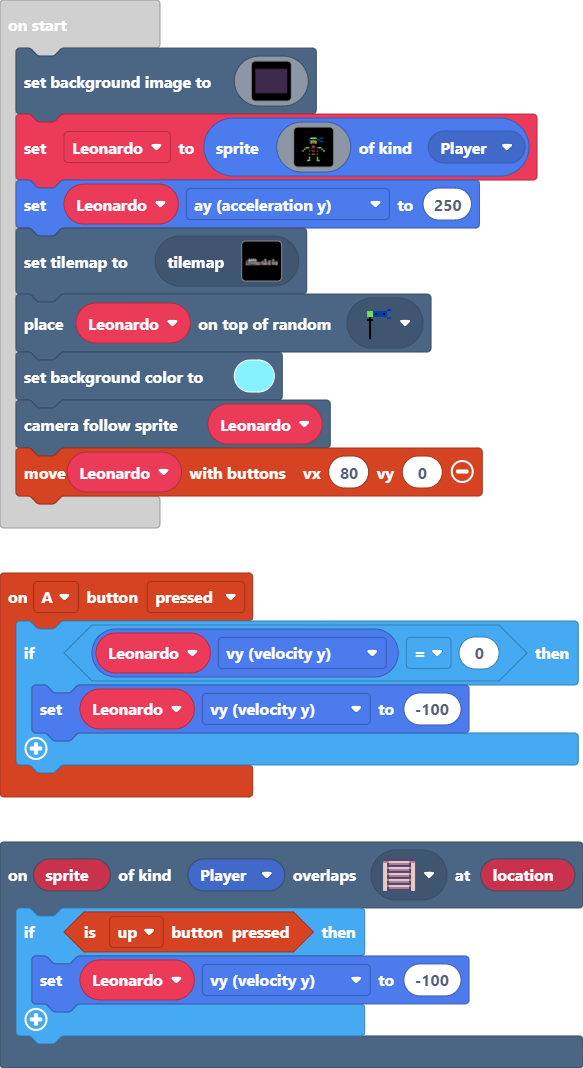 on start
set background image to
set Leonardo to sprite of kind Player
set Leonardo ay (acceleration y) to 250
set tilemap to tilemap
place Leonardo on top of random
set background color to
camera follow sprite Leonardo
move Leonardo with buttons vx 80 vy 0
on A button pressed
if Leonardo vy (velocity y) = 0 then
set Leonardo vy (velocity y) to -100
on sprite of kind Player overlaps at location
if is up button pressed then
set Leonardo vy (velocity y) to -100